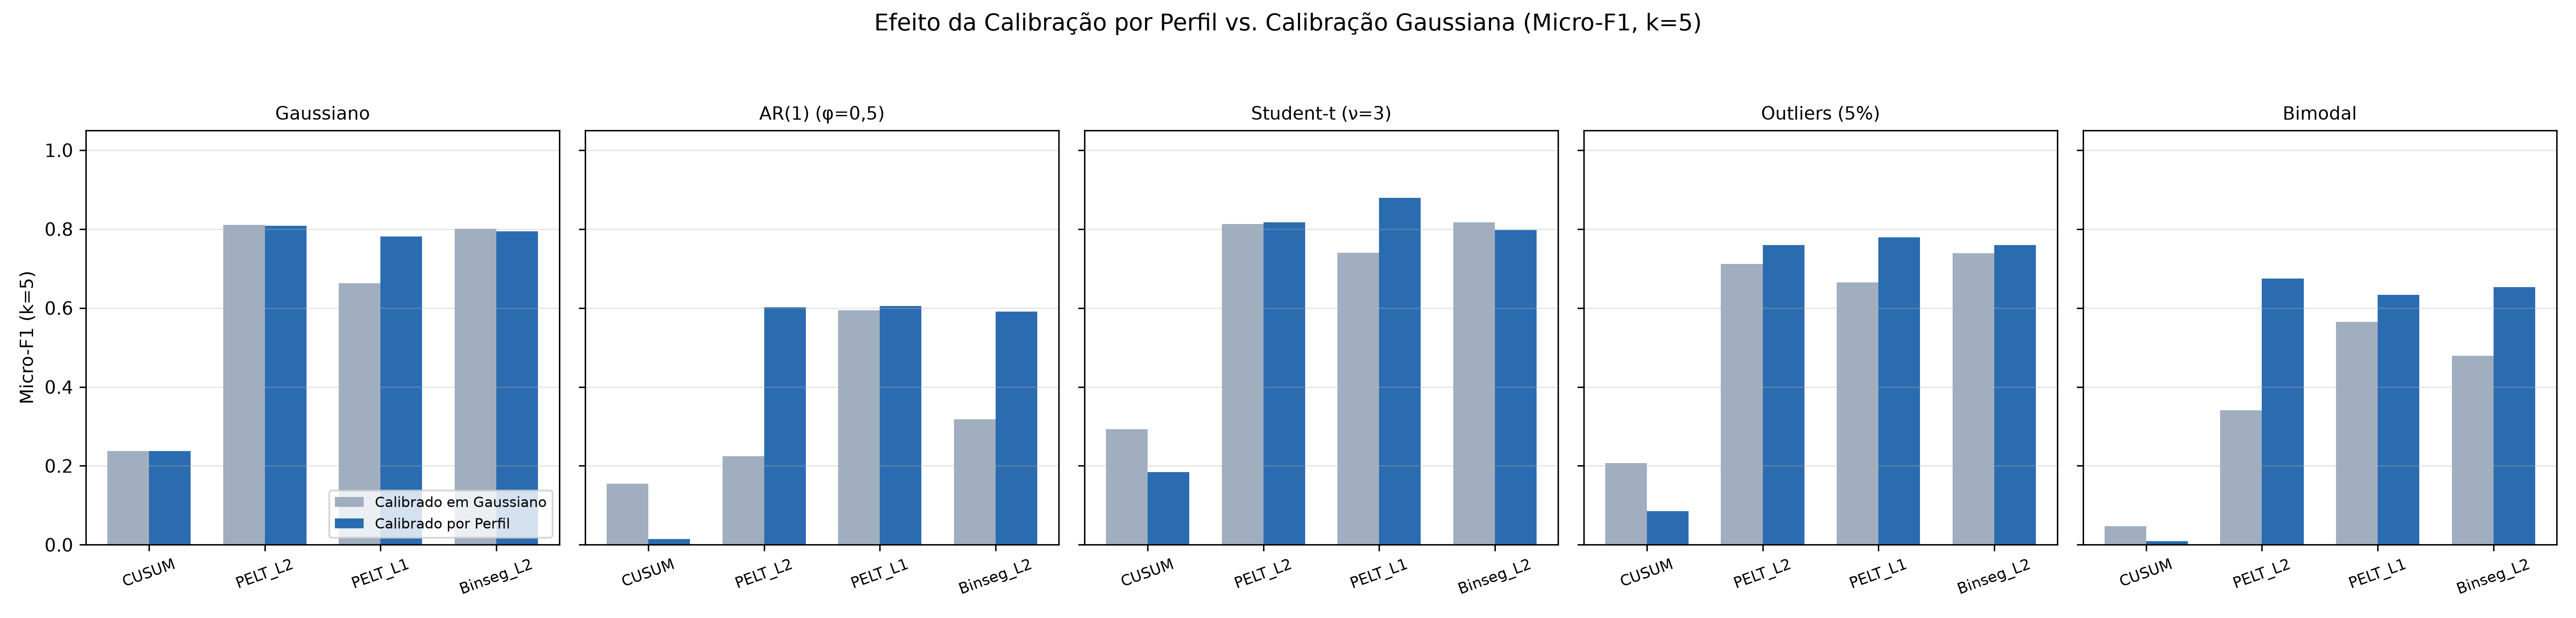 Efeito da Calibração por Perfil vs. Calibração Gaussiana (Micro-F1, k=5)
Gaussiano
AR(1) (φ=0,5)
Student-t (ν=3)
Outliers (5%)
Bimodal
Micro-F1 (k=5)
1.0
0.8
0.6
0.4
0.2
0.0
Calibrado em Gaussiano
Calibrado por Perfil
CUSUM
PELT_L2
PELT_L1
Binseg_L2
CUSUM
PELT_L2
PELT_L1
Binseg_L2
CUSUM
PELT_L2
PELT_L1
Binseg_L2
CUSUM
PELT_L2
PELT_L1
Binseg_L2
CUSUM
PELT_L2
PELT_L1
Binseg_L2